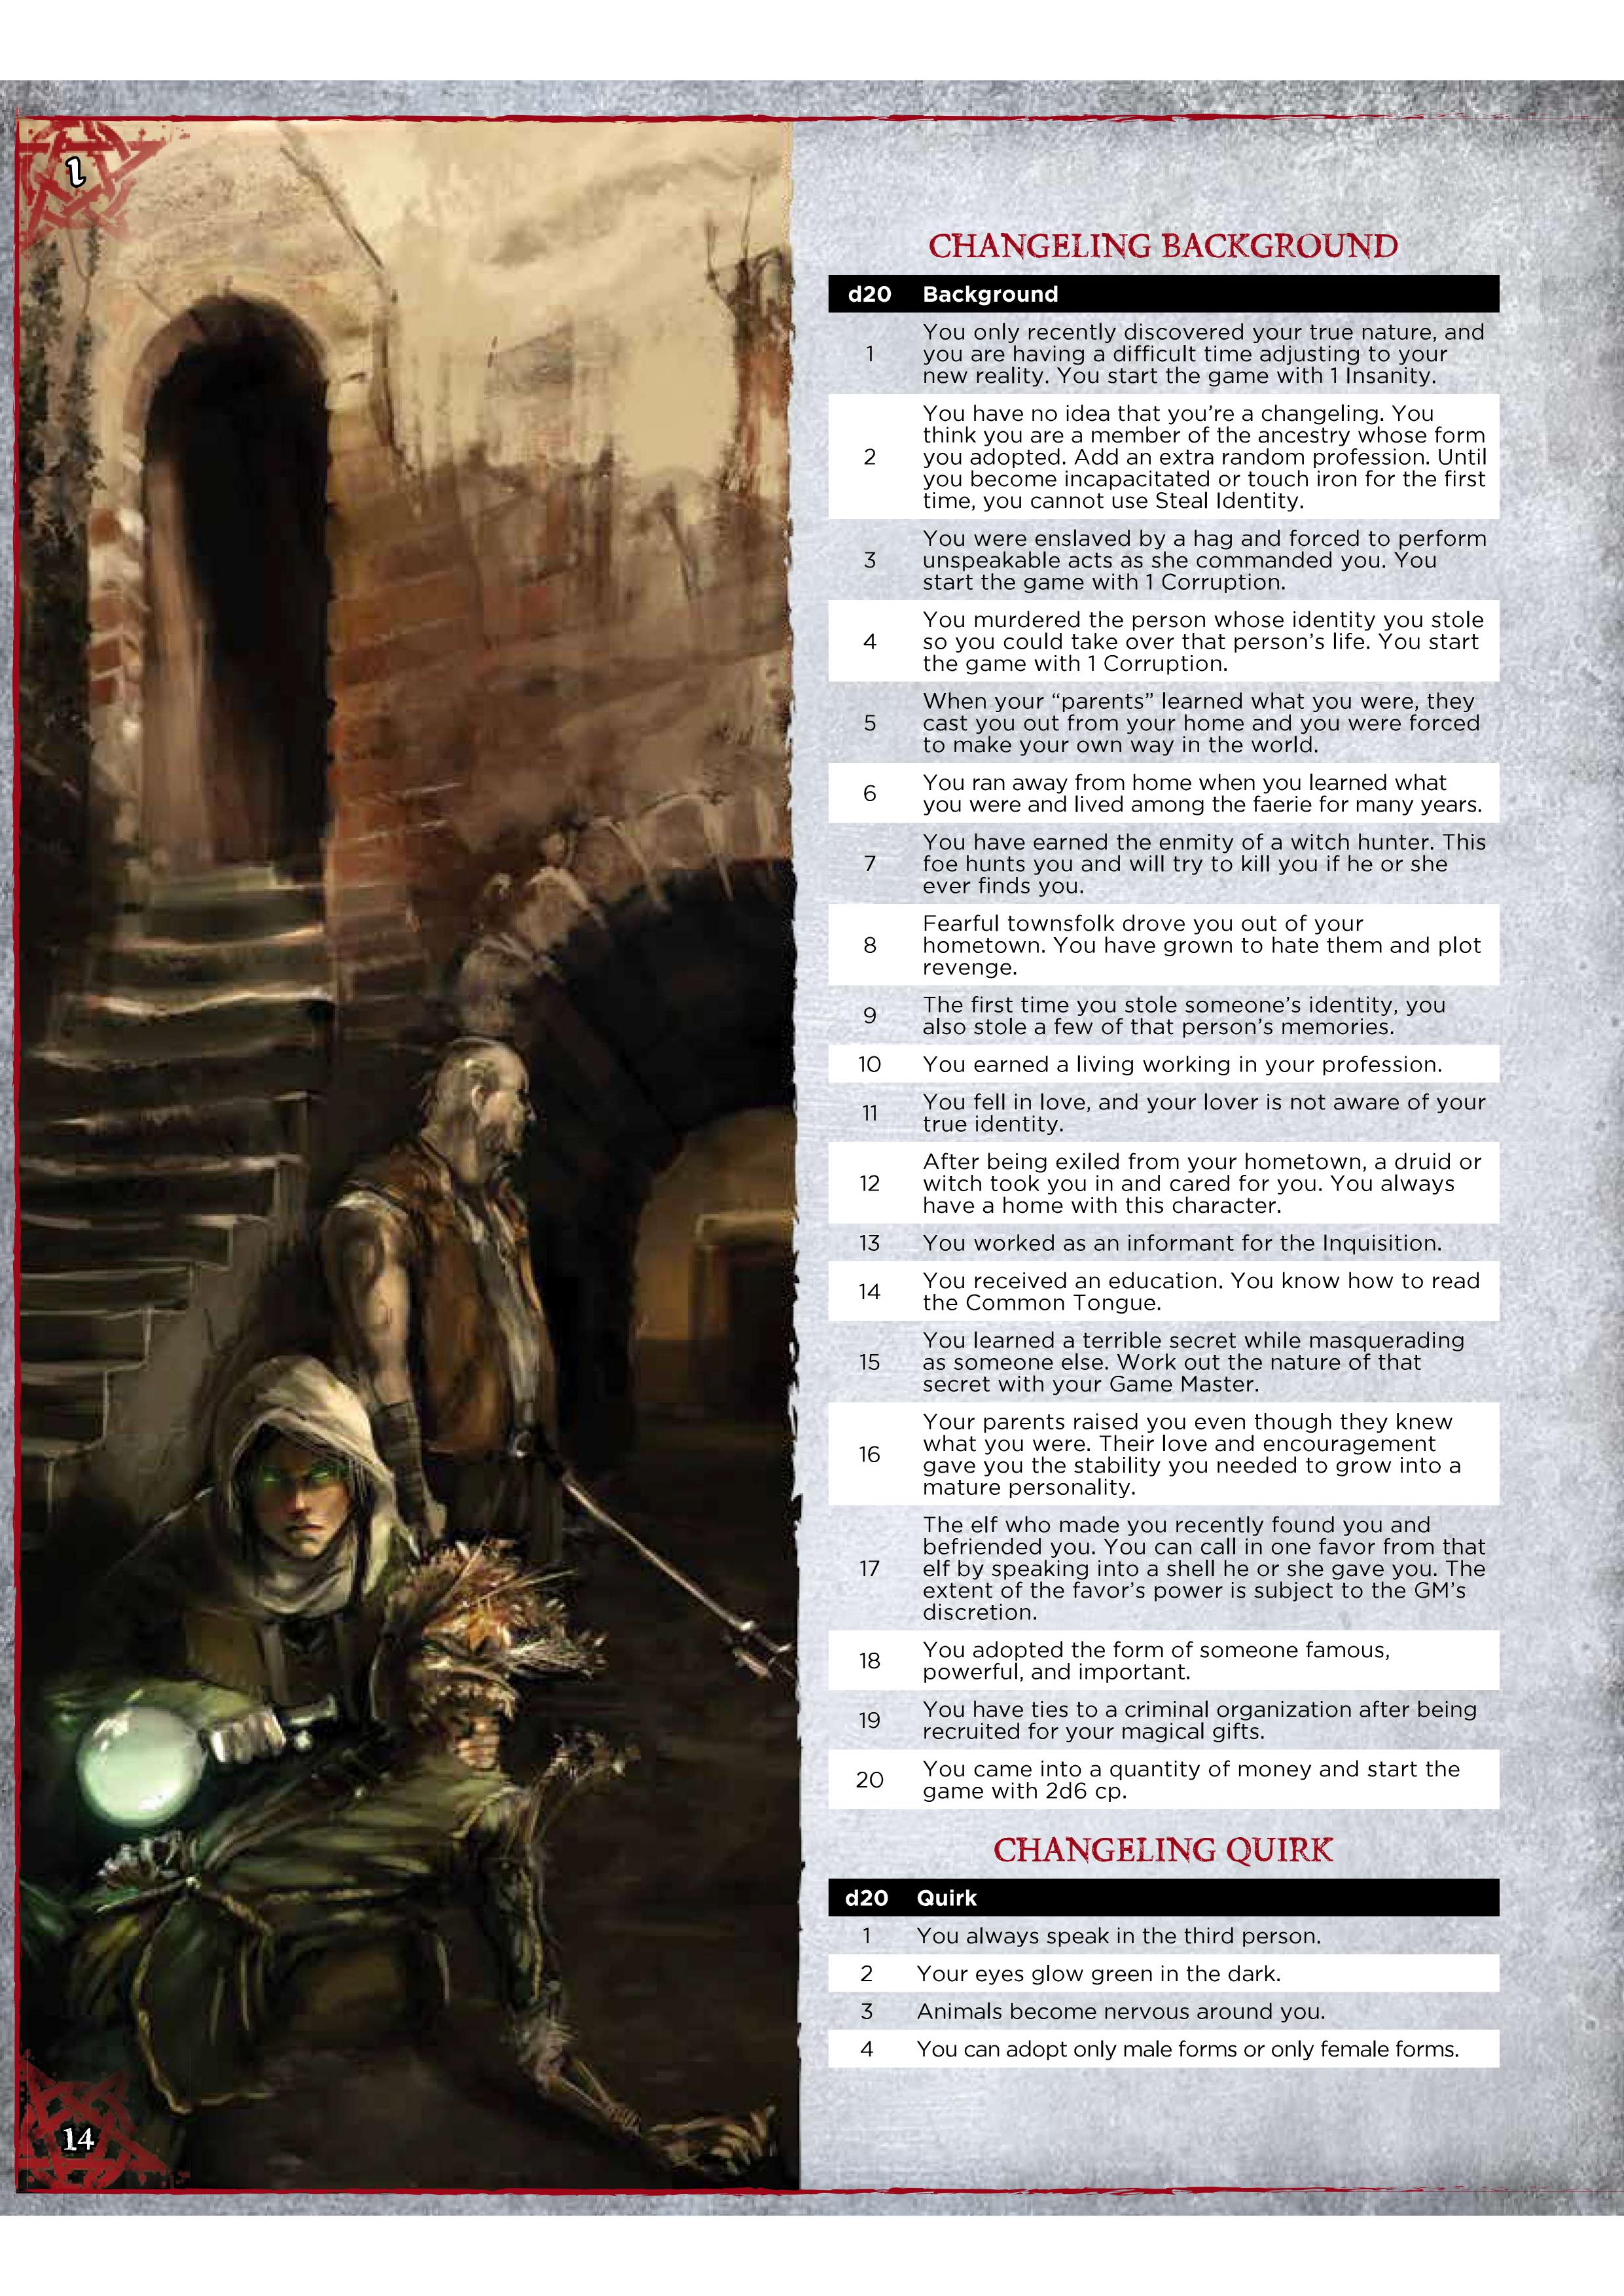 1
CHANGELING BACKGROUND
d20 Background
1 You only recently discovered your true nature, and
you are having a difficult time adjusting to your
new reality. You start the game with 1 Insanity.
2 You have no idea that you’re a changeling. You
think you are a member of the ancestry whose form
you adopted. Add an extra random profession. Until
you become incapacitated or touch iron for the first
time, you cannot use Steal Identity.
3 You were enslaved by a hag and forced to perform
unspeakable acts as she commanded you. You
start the game with 1 Corruption.
4 You murdered the person whose identity you stole
so you could take over that person’s life. You start
the game with 1 Corruption.
5 When your “parents” learned what you were, they
cast you out from your home and you were forced
to make your own way in the world.
6 You ran away from home when you learned what
you were and lived among the faerie for many years.
7 You have earned the enmity of a witch hunter. This
foe hunts you and will try to kill you if he or she
ever finds you.
8 Fearful townsfolk drove you out of your
hometown. You have grown to hate them and plot
revenge.
9 The first time you stole someone’s identity, you
also stole a few of that person’s memories.
10 You earned a living working in your profession.
11 You fell in love, and your lover is not aware of your
true identity.
12 After being exiled from your hometown, a druid or
witch took you in and cared for you. You always
have a home with this character.
13 You worked as an informant for the Inquisition.
14 You received an education. You know how to read
the Common Tongue.
15 You learned a terrible secret while masquerading
as someone else. Work out the nature of that
secret with your Game Master.
16 Your parents raised you even though they knew
what you were. Their love and encouragement
gave you the stability you needed to grow into a
mature personality.
17 The elf who made you recently found you and
befriended you. You can call in one favor from that
elf by speaking into a shell he or she gave you. The
extent of the favor’s power is subject to the GM’s
discretion.
18 You adopted the form of someone famous,
powerful, and important.
19 You have ties to a criminal organization after being
recruited for your magical gifts.
20 You came into a quantity of money and start the
game with 2d6 cp.
CHANGELING QUIRK
d20 Quirk
1 You always speak in the third person.
2 Your eyes glow green in the dark.
3 Animals become nervous around you.
4 You can adopt only male forms or only female forms.
14